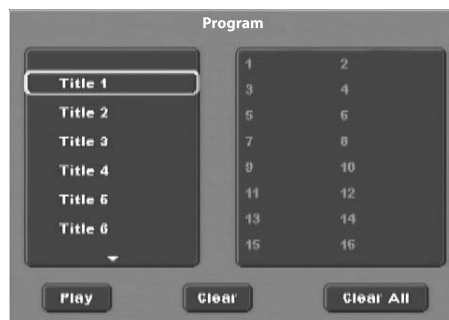 Program
Title 1
Title 2
Title 3
Title 4
Title 5
Title 6
1 2
3 4
5 6
7 8
9 10
11 12
13 14
15 16
Play Clear Clear All